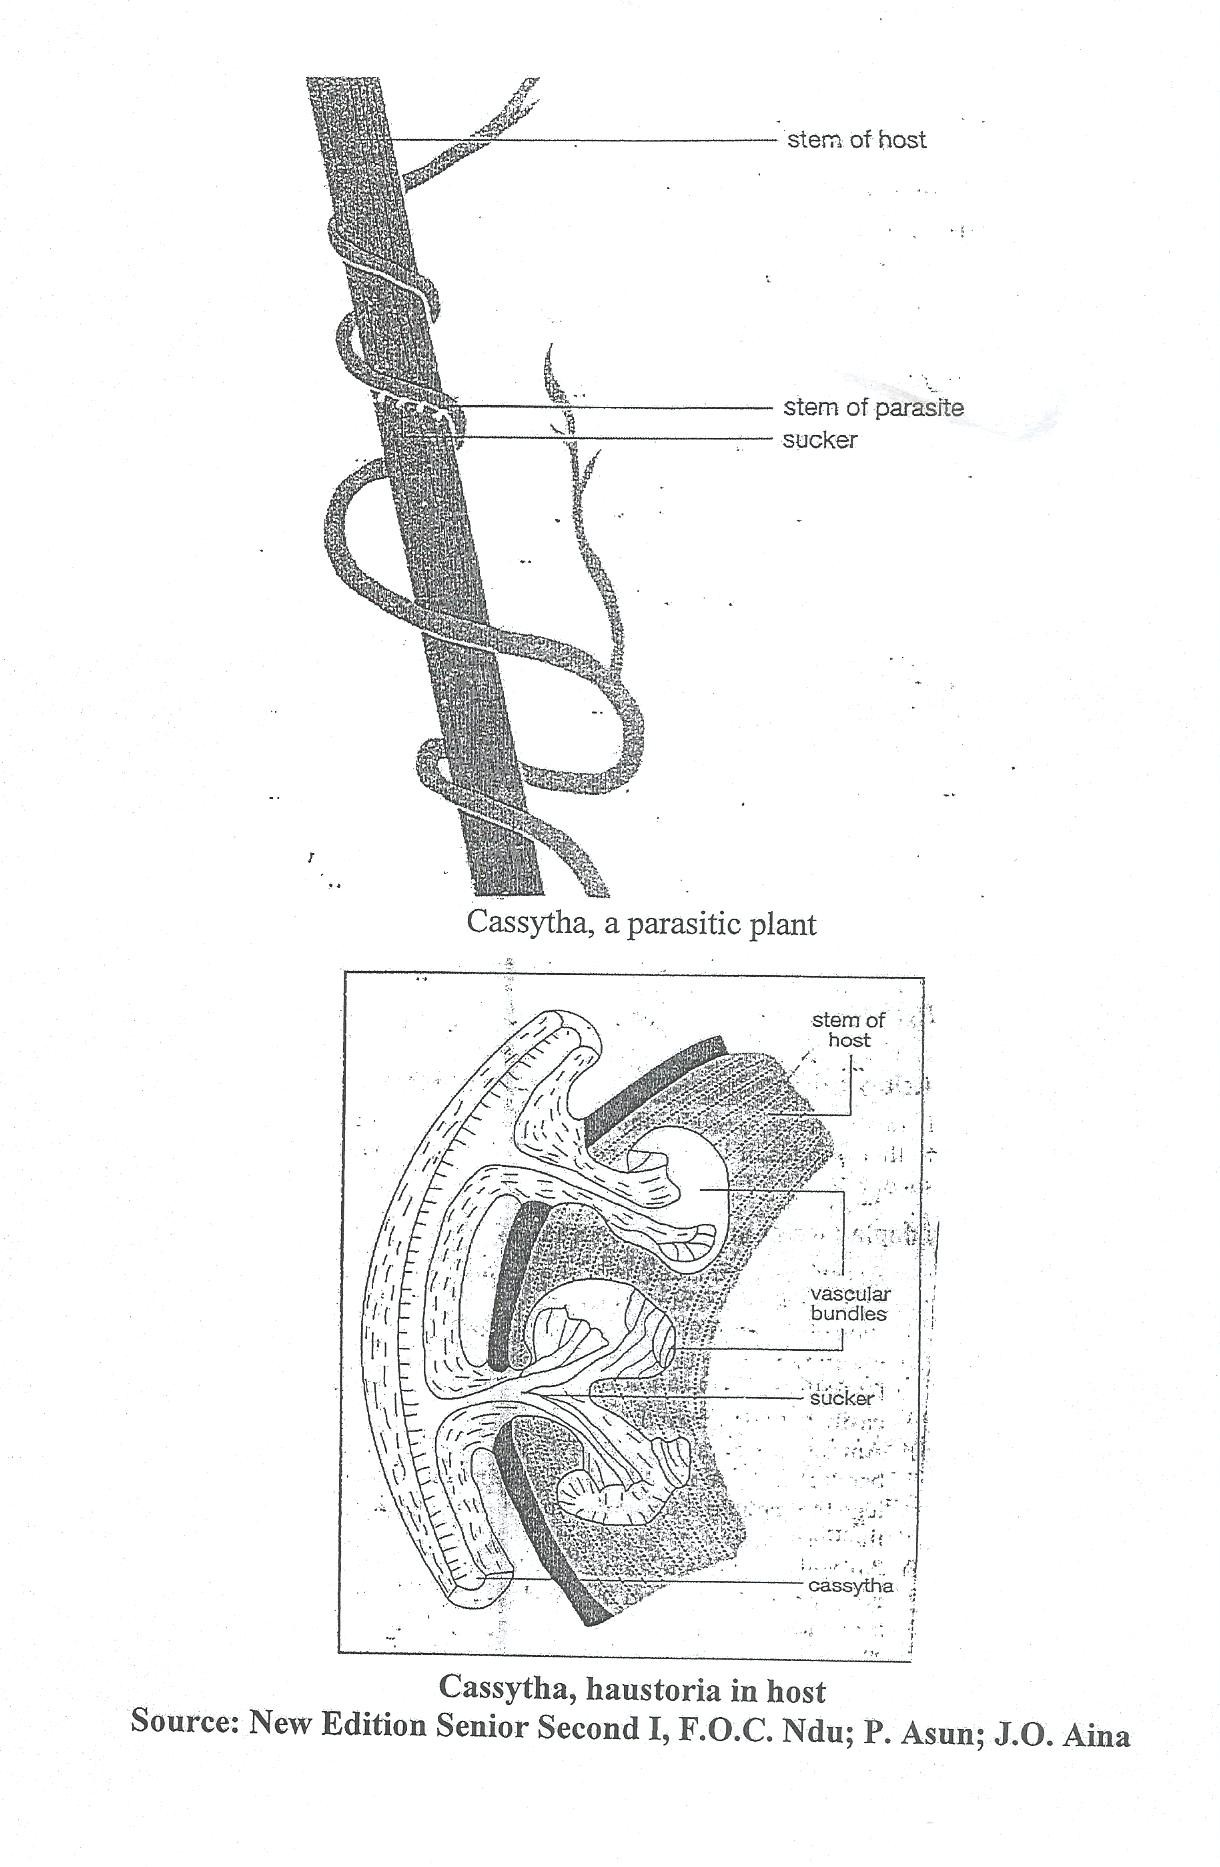 stem of host
stem of parasite
sucker
Cassytha, a parasitic plant
stem of
host
vascular
bundles
sucker
cassytha
Cassytha, haustoria in host
Source: New Edition Senior Second I, F.O.C. Ndu; P. Asun; J.O. Aina